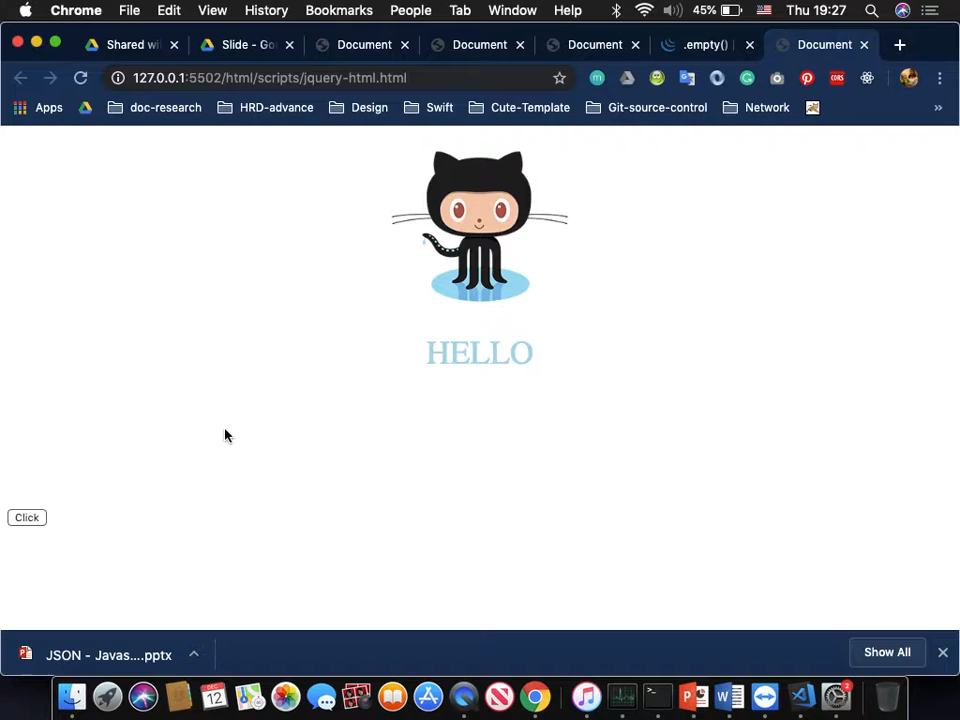 Chrome File Edit View History Bookmarks People Tab Window Help 45% Thu 19:27
Shared wi Slide - Go Document Document Document .empty() Document
127.0.0.1:5502/html/scripts/jquery-html.html
Apps doc-research HRD-advance Design Swift Cute-Template Git-source-control Network »
HELLO
Click
JSON - Javas....pptx Show All